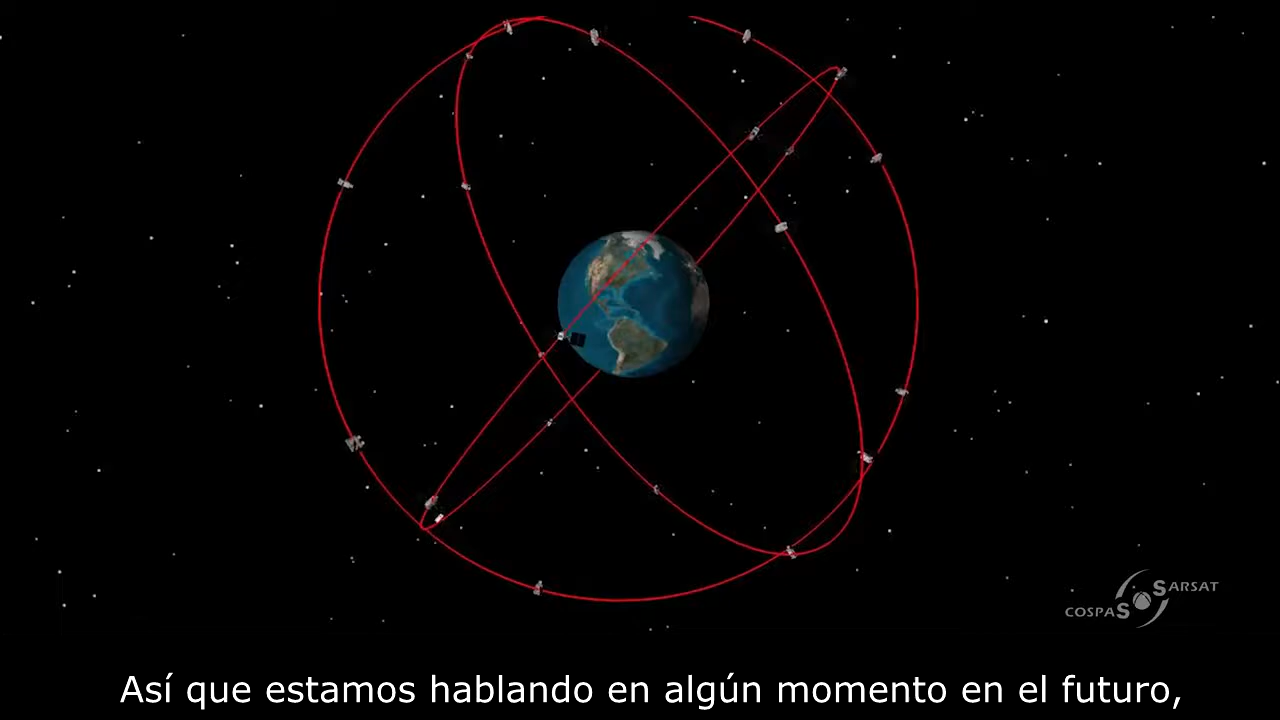 COSPAS SARSAT
Así que estamos hablando en algún momento en el futuro,